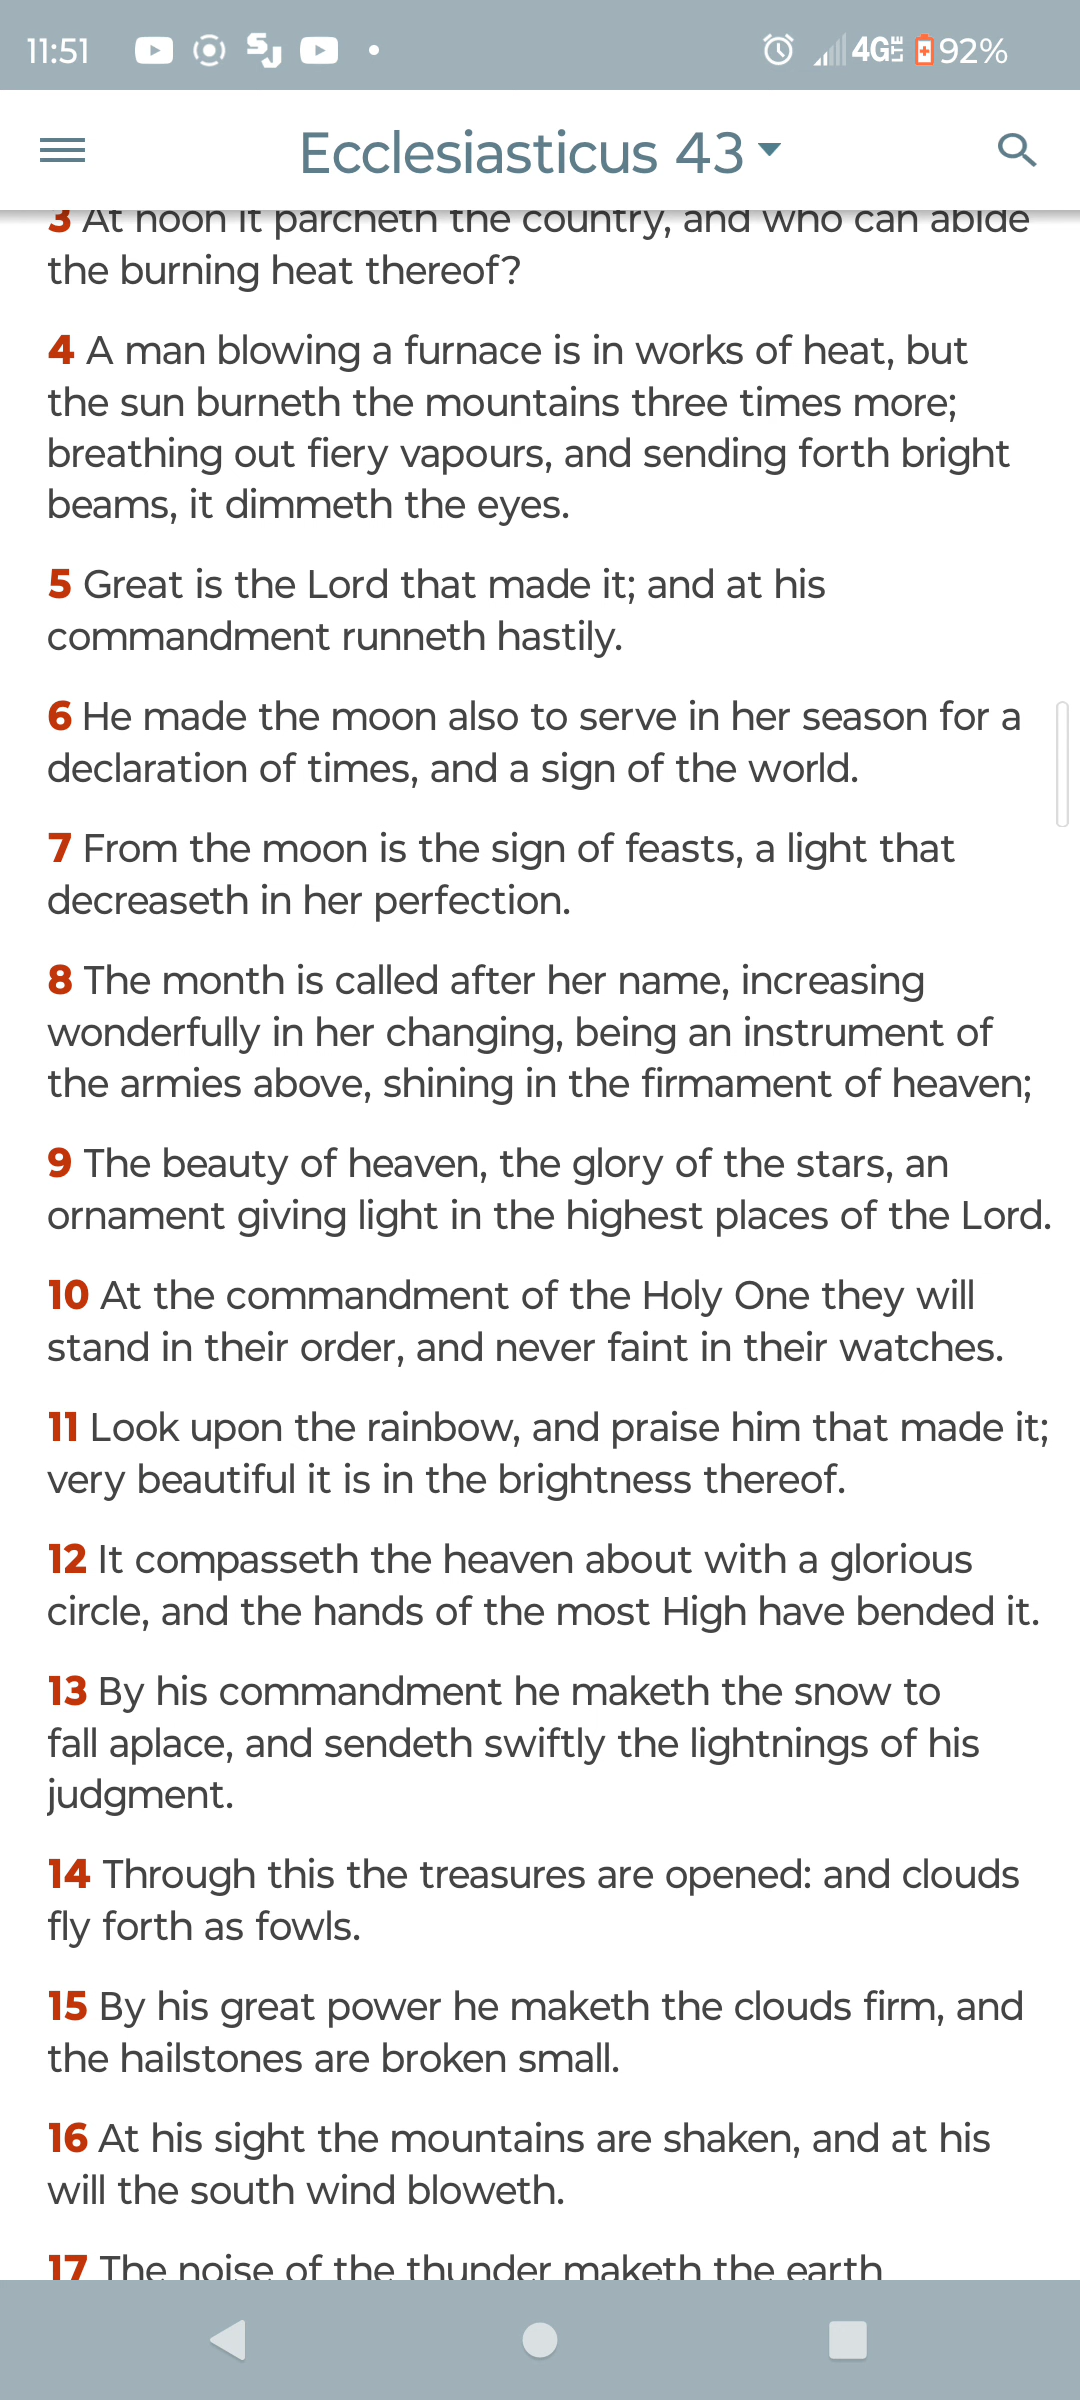 11:51
4GE LTE 92%
Ecclesiasticus 43
3 At noon it parcheth the country, and who can abide
the burning heat thereof?
4 A man blowing a furnace is in works of heat, but
the sun burneth the mountains three times more;
breathing out fiery vapours, and sending forth bright
beams, it dimmeth the eyes.
5 Great is the Lord that made it; and at his
commandment runneth hastily.
6 He made the moon also to serve in her season for a
declaration of times, and a sign of the world.
7 From the moon is the sign of feasts, a light that
decreaseth in her perfection.
8 The month is called after her name, increasing
wonderfully in her changing, being an instrument of
the armies above, shining in the firmament of heaven;
9 The beauty of heaven, the glory of the stars, an
ornament giving light in the highest places of the Lord.
10 At the commandment of the Holy One they will
stand in their order, and never faint in their watches.
11 Look upon the rainbow, and praise him that made it;
very beautiful it is in the brightness thereof.
12 It compasseth the heaven about with a glorious
circle, and the hands of the most High have bended it.
13 By his commandment he maketh the snow to
fall aplace, and sendeth swiftly the lightnings of his
judgment.
14 Through this the treasures are opened: and clouds
fly forth as fowls.
15 By his great power he maketh the clouds firm, and
the hailstones are broken small.
16 At his sight the mountains are shaken, and at his
will the south wind bloweth.
17 The noise of the thunder maketh the earth